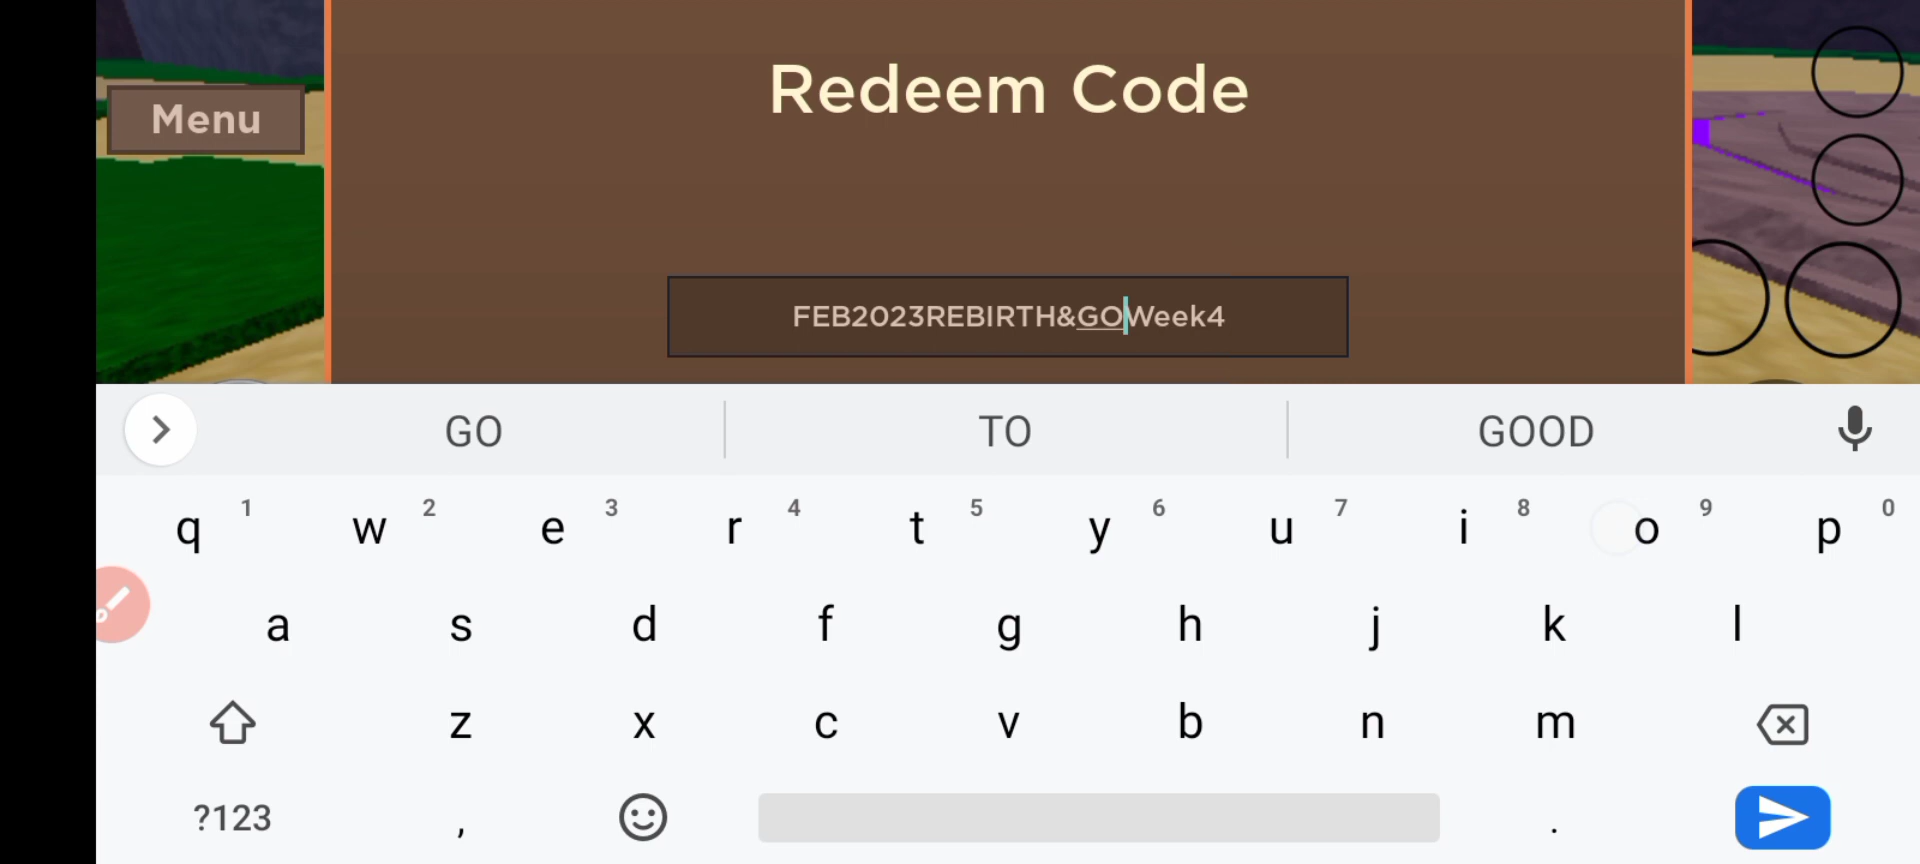 Redeem Code
Menu
FEB2023REBIRTH&GOWeek4
GO TO GOOD
q 1 w 2 e 3 r 4 t 5 y 6 u 7 i 8 o 9 p 0
a s d f g h j k l
z x c v b n m
?123 , .